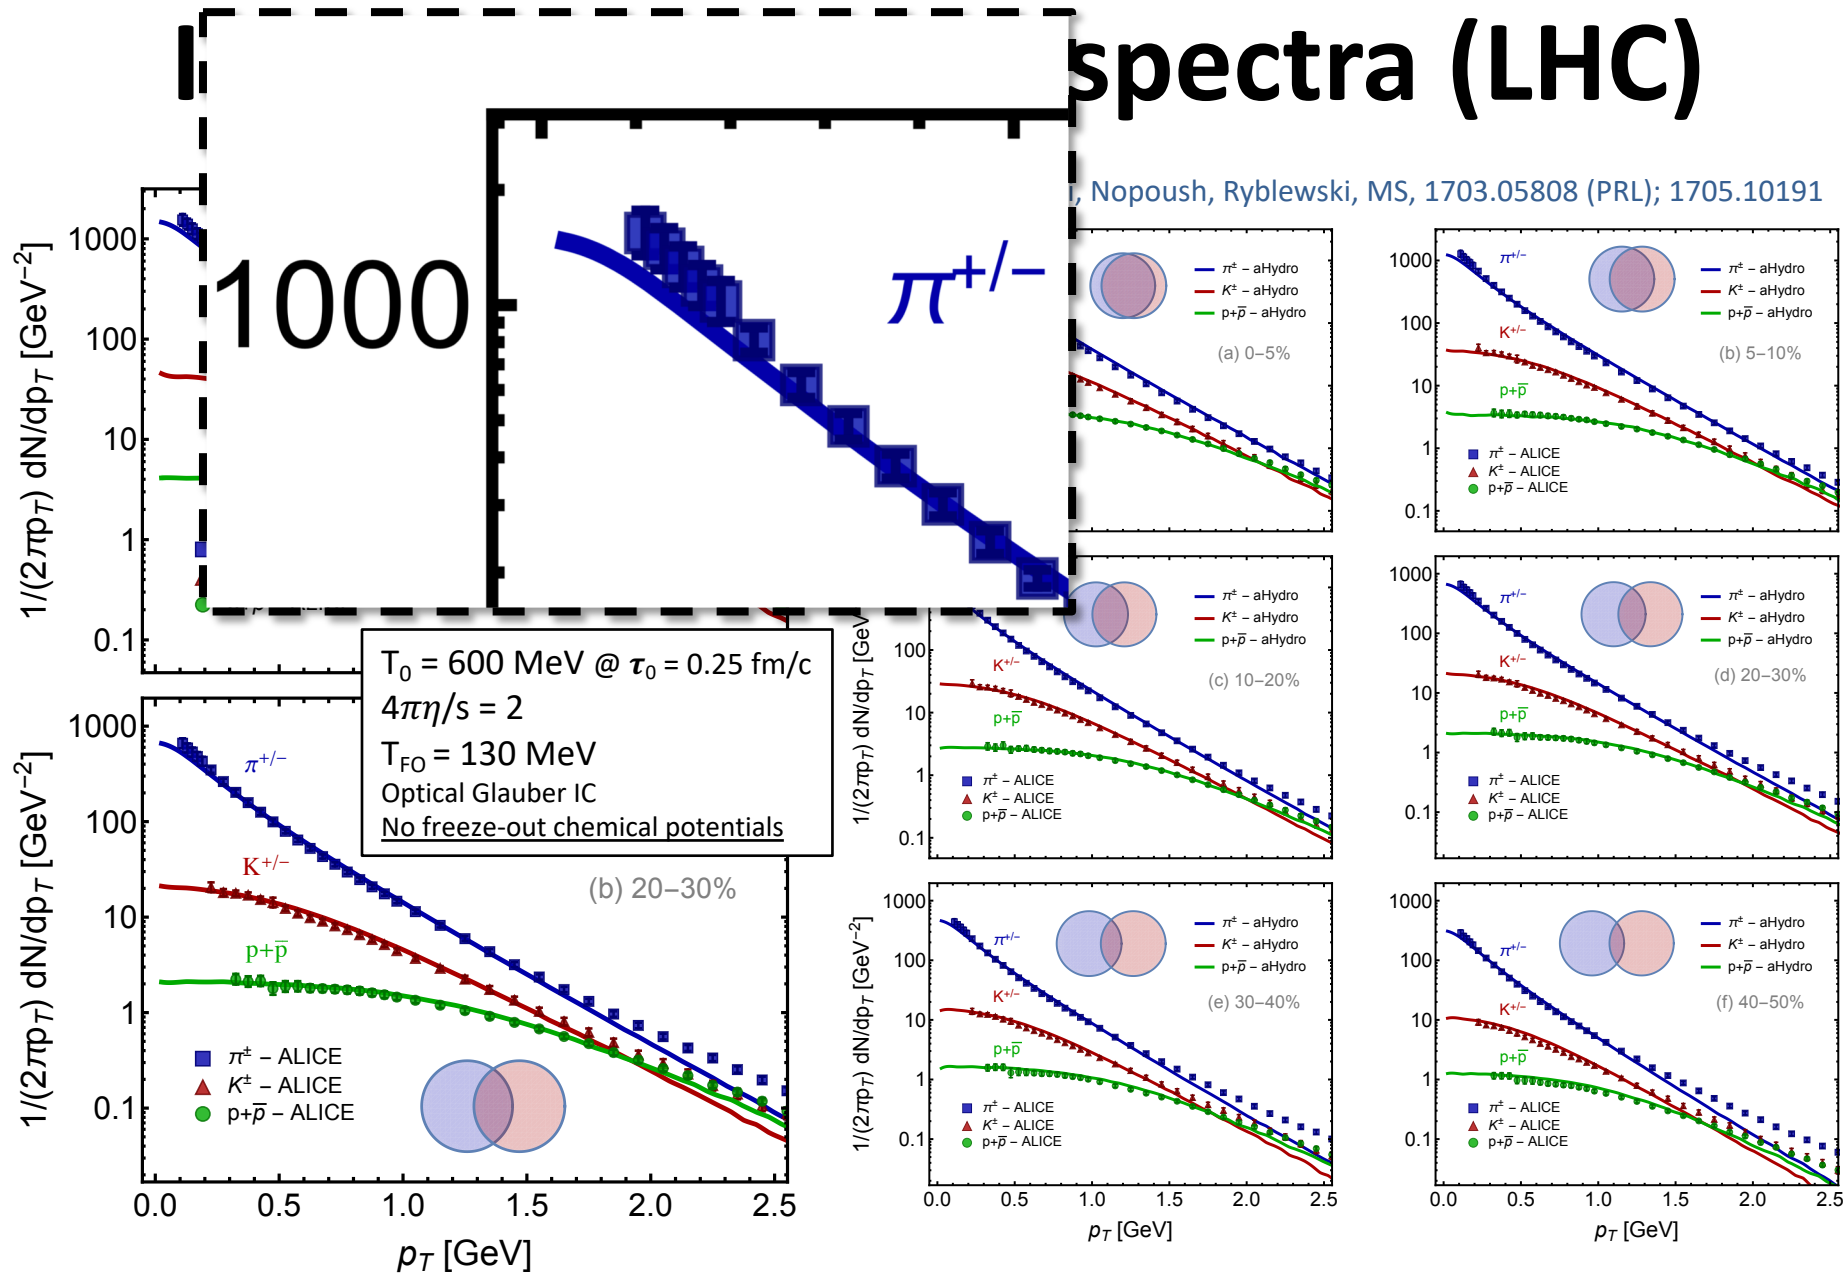 spectra (LHC)
Nopoush, Ryblewski, MS, 1703.05808 (PRL); 1705.10191
1000
π+/−
1/(2πpT) dN/dpT [GeV−2]
1000
100
10
1
0.1
T0 = 600 MeV @ τ0 = 0.25 fm/c
4πη/s = 2
TFO = 130 MeV
Optical Glauber IC
No freeze-out chemical potentials
1/(2πpT) dN/dpT [GeV−2]
1000
100
10
1
0.1
π+/−
K+/−
p+p̅
(b) 20−30%
π± − ALICE
K± − ALICE
p+p̅ − ALICE
0.0 0.5 1.0 1.5 2.0 2.5
pT [GeV]
π± − aHydro
K± − aHydro
p+p̅ − aHydro
(a) 0−5%
1000
100
10
1
0.1
π+/−
K+/−
p+p̅
π± − aHydro
K± − aHydro
p+p̅ − aHydro
(b) 5−10%
π± − ALICE
K± − ALICE
p+p̅ − ALICE
1/(2πpT) dN/dpT [GeV
100
10
1
0.1
K+/−
p+p̅
π± − aHydro
K± − aHydro
p+p̅ − aHydro
(c) 10−20%
π± − ALICE
K± − ALICE
p+p̅ − ALICE
1000
100
10
1
0.1
π+/−
K+/−
p+p̅
π± − aHydro
K± − aHydro
p+p̅ − aHydro
(d) 20−30%
π± − ALICE
K± − ALICE
p+p̅ − ALICE
1/(2πpT) dN/dpT [GeV−2]
1000
100
10
1
0.1
π+/−
K+/−
p+p̅
π± − aHydro
K± − aHydro
p+p̅ − aHydro
(e) 30−40%
π± − ALICE
K± − ALICE
p+p̅ − ALICE
0.0 0.5 1.0 1.5 2.0 2.5
pT [GeV]
1000
100
10
1
0.1
π+/−
K+/−
p+p̅
π± − aHydro
K± − aHydro
p+p̅ − aHydro
(f) 40−50%
π± − ALICE
K± − ALICE
p+p̅ − ALICE
0.0 0.5 1.0 1.5 2.0 2.5
pT [GeV]